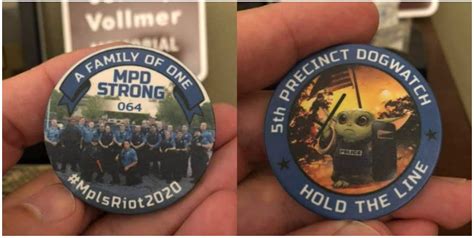 Vollmer
A FAMILY OF ONE
MPD
STRONG
064
#MplsRiot2020
5th PRECINCT DOGWATCH
POLICE
HOLD THE LINE